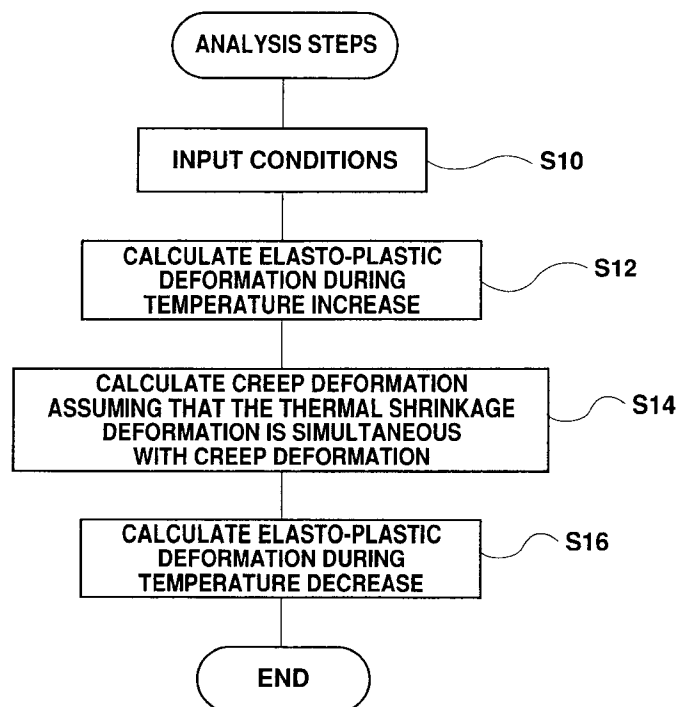 ANALYSIS STEPS
INPUT CONDITIONS
S10
CALCULATE ELASTO-PLASTIC
DEFORMATION DURING
TEMPERATURE INCREASE
S12
CALCULATE CREEP DEFORMATION
ASSUMING THAT THE THERMAL SHRINKAGE
DEFORMATION IS SIMULTANEOUS
WITH CREEP DEFORMATION
S14
CALCULATE ELASTO-PLASTIC
DEFORMATION DURING
TEMPERATURE DECREASE
S16
END